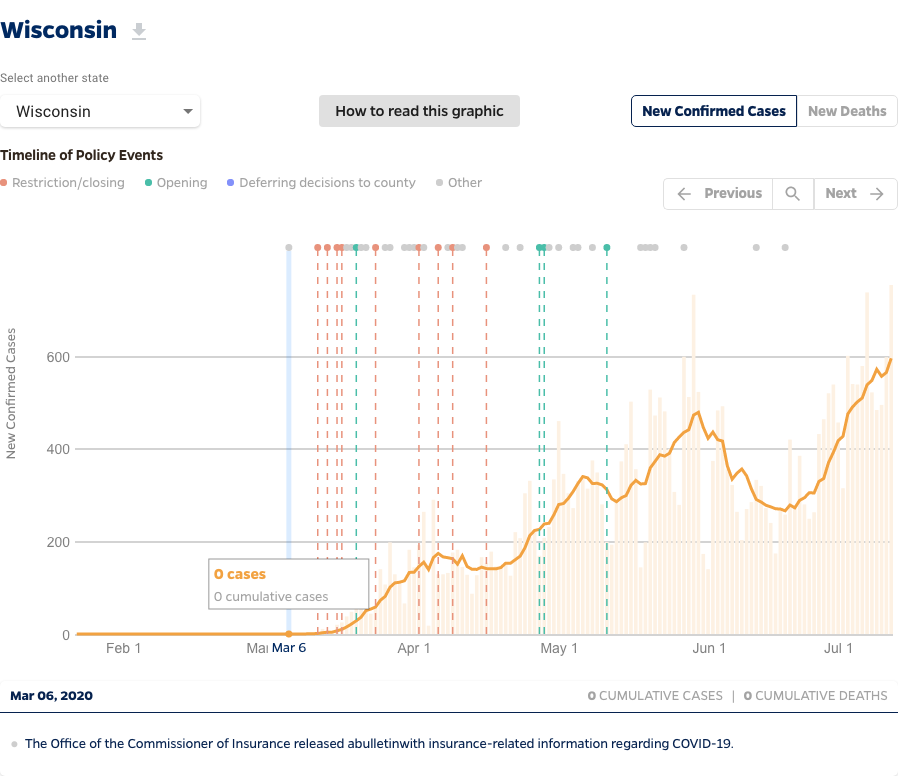 Wisconsin
Select another state
Wisconsin
How to read this graphic
New Confirmed Cases
New Deaths
Timeline of Policy Events
Restriction/closing
Opening
Deferring decisions to county
Other
Previous
Next
New Confirmed Cases
600
400
200
0
0 cases
0 cumulative cases
Feb 1
Mar 6
Apr 1
May 1
Jun 1
Jul 1
Mar 06, 2020
0 CUMULATIVE CASES | 0 CUMULATIVE DEATHS
The Office of the Commissioner of Insurance released abulletinwith insurance-related information regarding COVID-19.